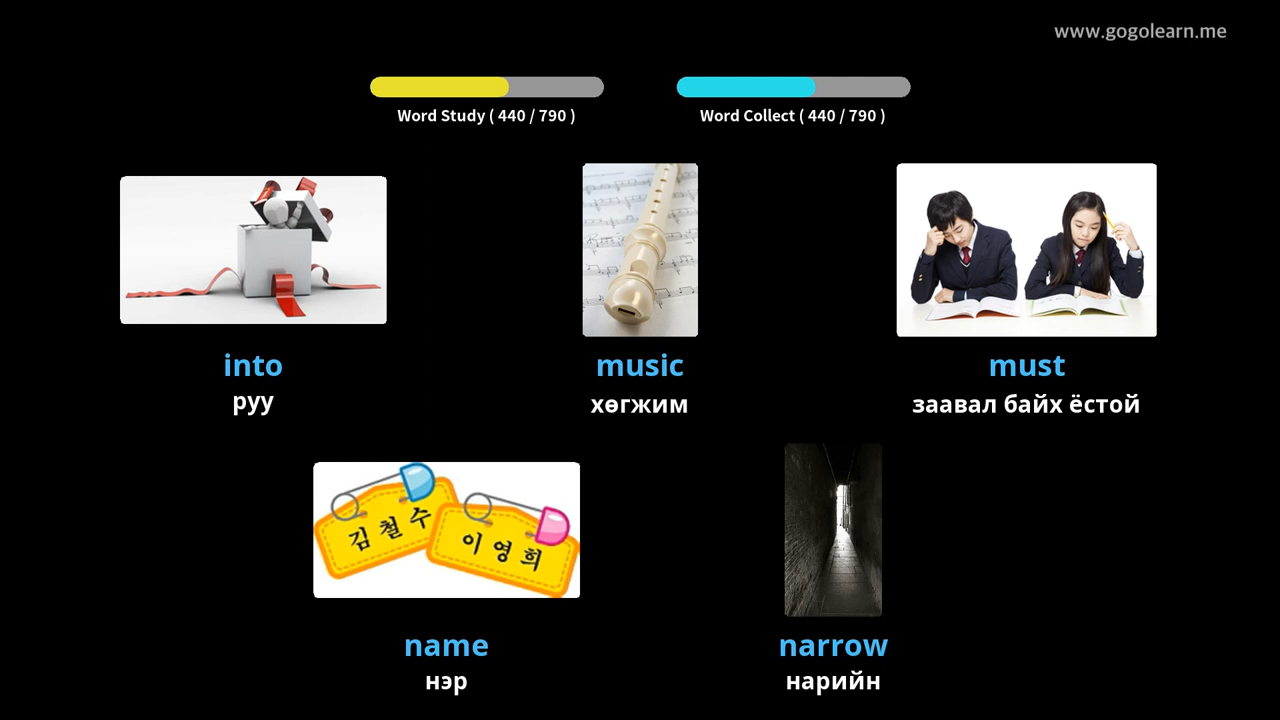 www.gogolearn.me
Word Study ( 440 / 790 )
Word Collect ( 440 / 790 )
into
руу
music
хөгжим
must
заавал байх ёстой
김철수
이영희
name
нэр
narrow
нарийн